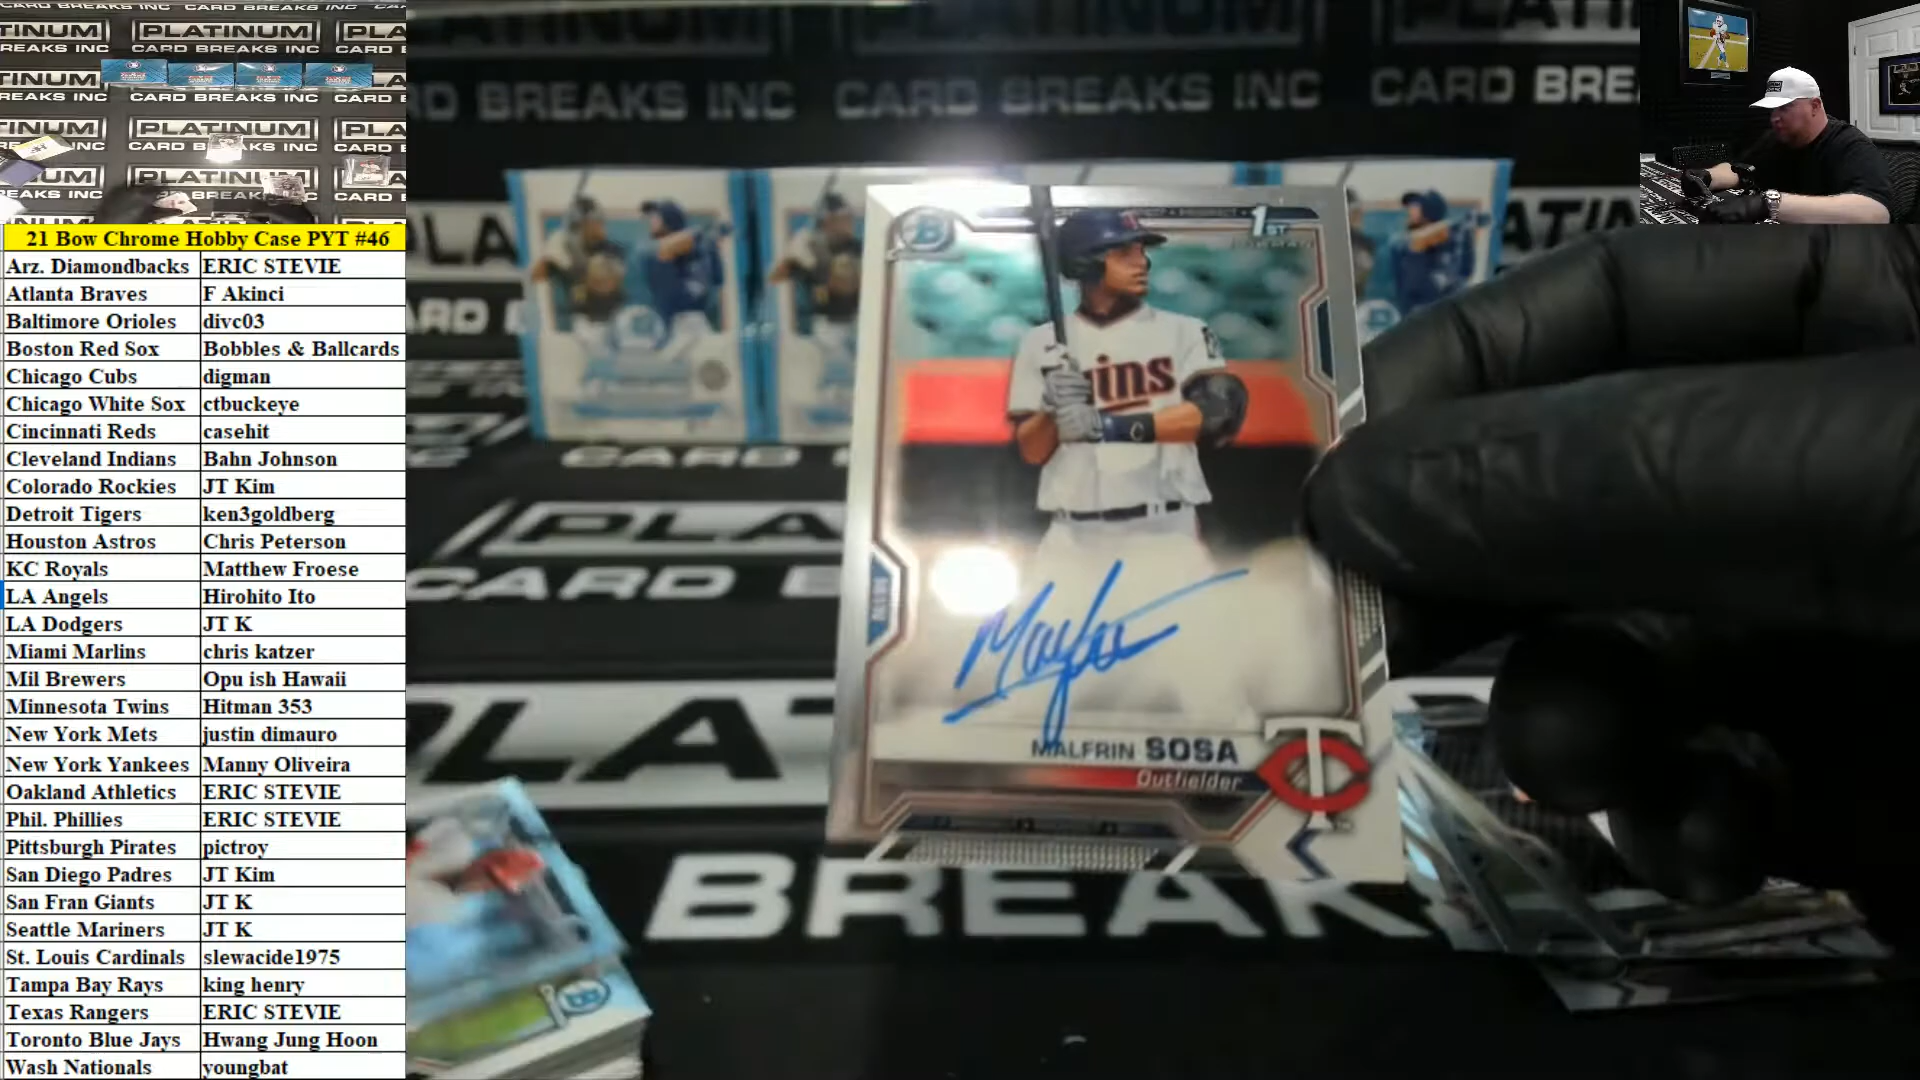 PLATINUM
CARD BREAKS INC
21 Bow Chrome Hobby Case PYT #46
Arz. Diamondbacks ERIC STEVIE
Atlanta Braves F Akinci
Baltimore Orioles divc03
Boston Red Sox Bobbles & Ballcards
Chicago Cubs digman
Chicago White Sox ctbuckeye
Cincinnati Reds casehit
Cleveland Indians Bahn Johnson
Colorado Rockies JT Kim
Detroit Tigers ken3goldberg
Houston Astros Chris Peterson
KC Royals Matthew Froese
LA Angels Hirohito Ito
LA Dodgers JT K
Miami Marlins chris katzer
Mil Brewers Opu ish Hawaii
Minnesota Twins Hitman 353
New York Mets justin dimauro
New York Yankees Manny Oliveira
Oakland Athletics ERIC STEVIE
Phil. Phillies ERIC STEVIE
Pittsburgh Pirates pictroy
San Diego Padres JT Kim
San Fran Giants JT K
Seattle Mariners JT K
St. Louis Cardinals slewacide1975
Tampa Bay Rays king henry
Texas Rangers ERIC STEVIE
Toronto Blue Jays Hwang Jung Hoon
Wash Nationals youngbat
CARD BREAKS INC
1ST
MALFRIN SOSA
Outfielder
BREAK